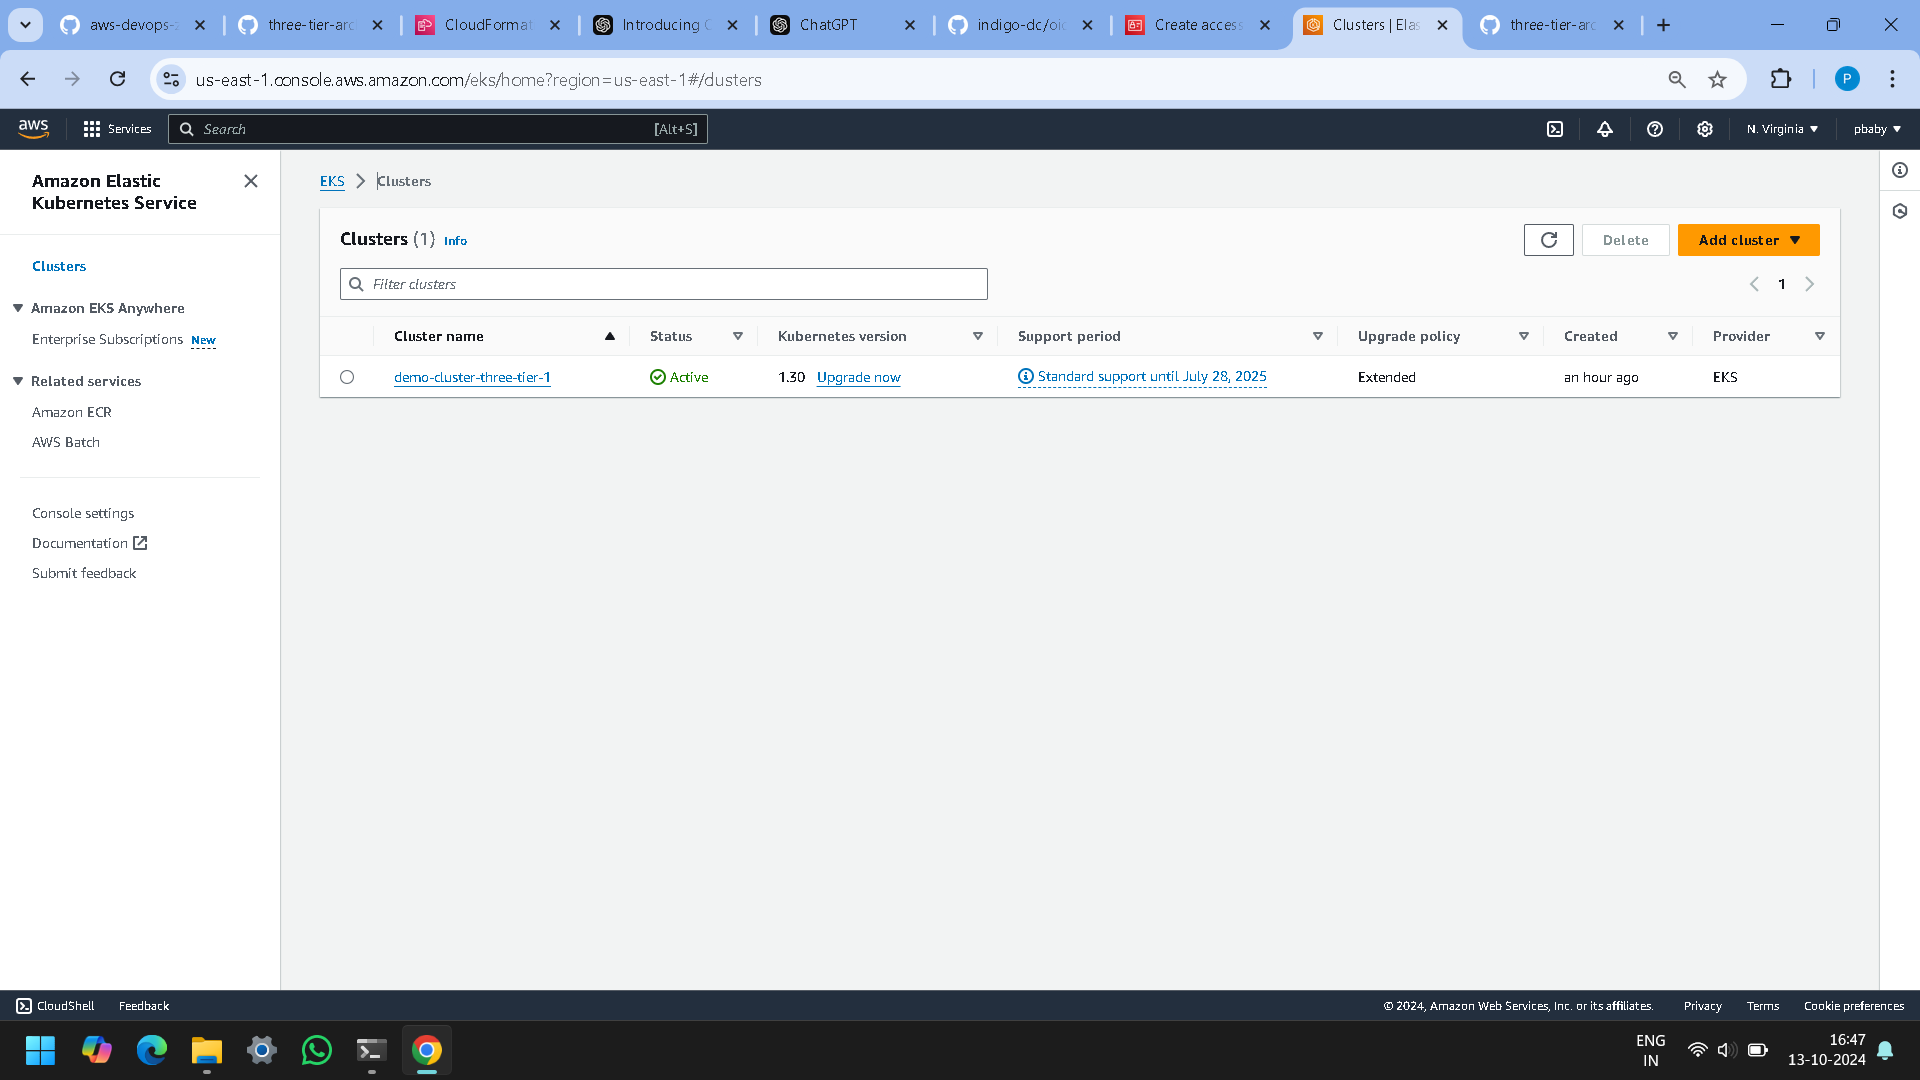 aws-devops-z
three-tier-arc
CloudFormat
Introducing C
ChatGPT
indigo-dc/oid
Create access
Clusters | Elas
three-tier-arc
us-east-1.console.aws.amazon.com/eks/home?region=us-east-1#/clusters
P
aws
Services
Search
[Alt+S]
N. Virginia
pbaby
Amazon Elastic
Kubernetes Service
Clusters
Amazon EKS Anywhere
Enterprise Subscriptions New
Related services
Amazon ECR
AWS Batch
Console settings
Documentation
Submit feedback
EKS
Clusters
Clusters (1) Info
Delete
Add cluster
Filter clusters
1
Cluster name
Status
Kubernetes version
Support period
Upgrade policy
Created
Provider
demo-cluster-three-tier-1
Active
1.30 Upgrade now
Standard support until July 28, 2025
Extended
an hour ago
EKS
CloudShell
Feedback
© 2024, Amazon Web Services, Inc. or its affiliates.
Privacy
Terms
Cookie preferences
ENG
IN
16:47
13-10-2024